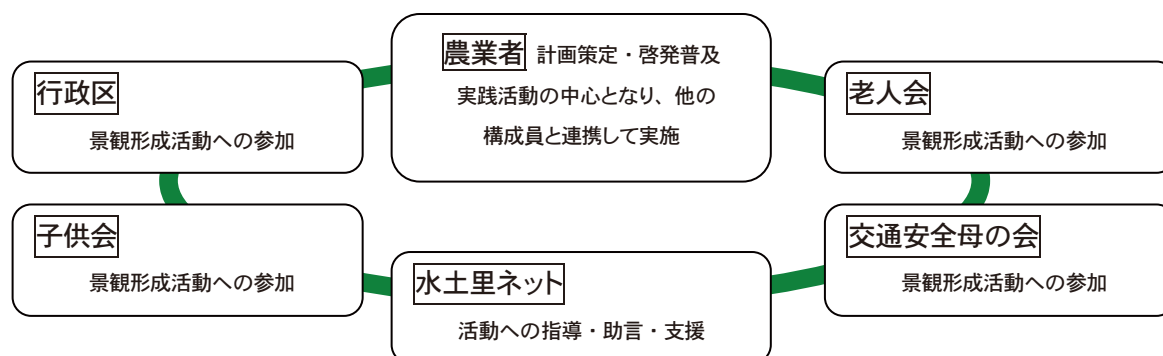 農業者 計画策定・啓発普及
実践活動の中心となり、他の
構成員と連携して実施
行政区
景観形成活動への参加
老人会
景観形成活動への参加
子供会
景観形成活動への参加
交通安全母の会
景観形成活動への参加
水土里ネット
活動への指導・助言・支援